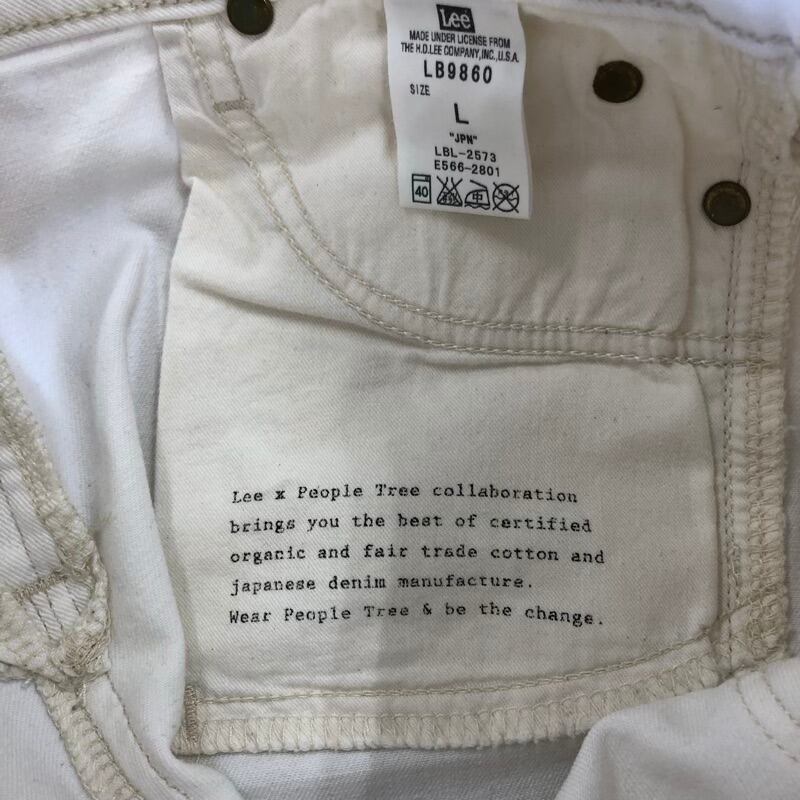 Lee
MADE UNDER LICENSE FROM
THE H.D.LEE COMPANY,INC.,U.S.A.
LB9860
SIZE
L
"JPN"
LBL-2573
E566-2801
40 中
Lee x People Tree collaboration
brings you the best of certified
organic and fair trade cotton and
japanese denim manufacture.
Wear People Tree & be the change.